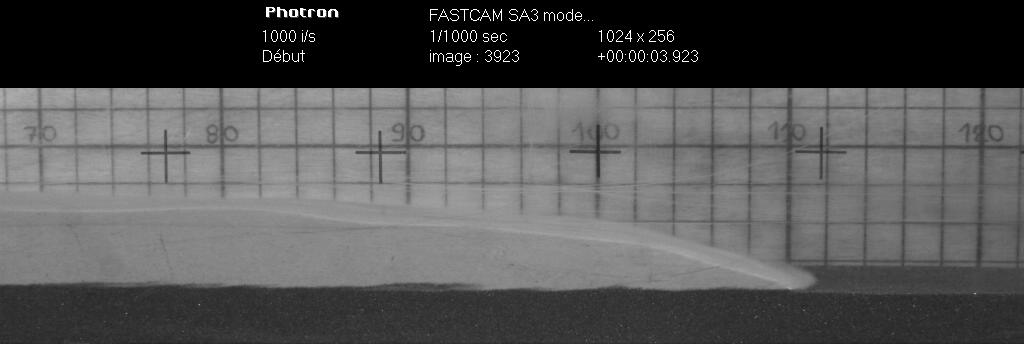 Photron
FASTCAM SA3 mode...
1000 i/s
1/1000 sec
1024 x 256
Début
image : 3923
+00:00:03.923
70
80
90
100
110
120